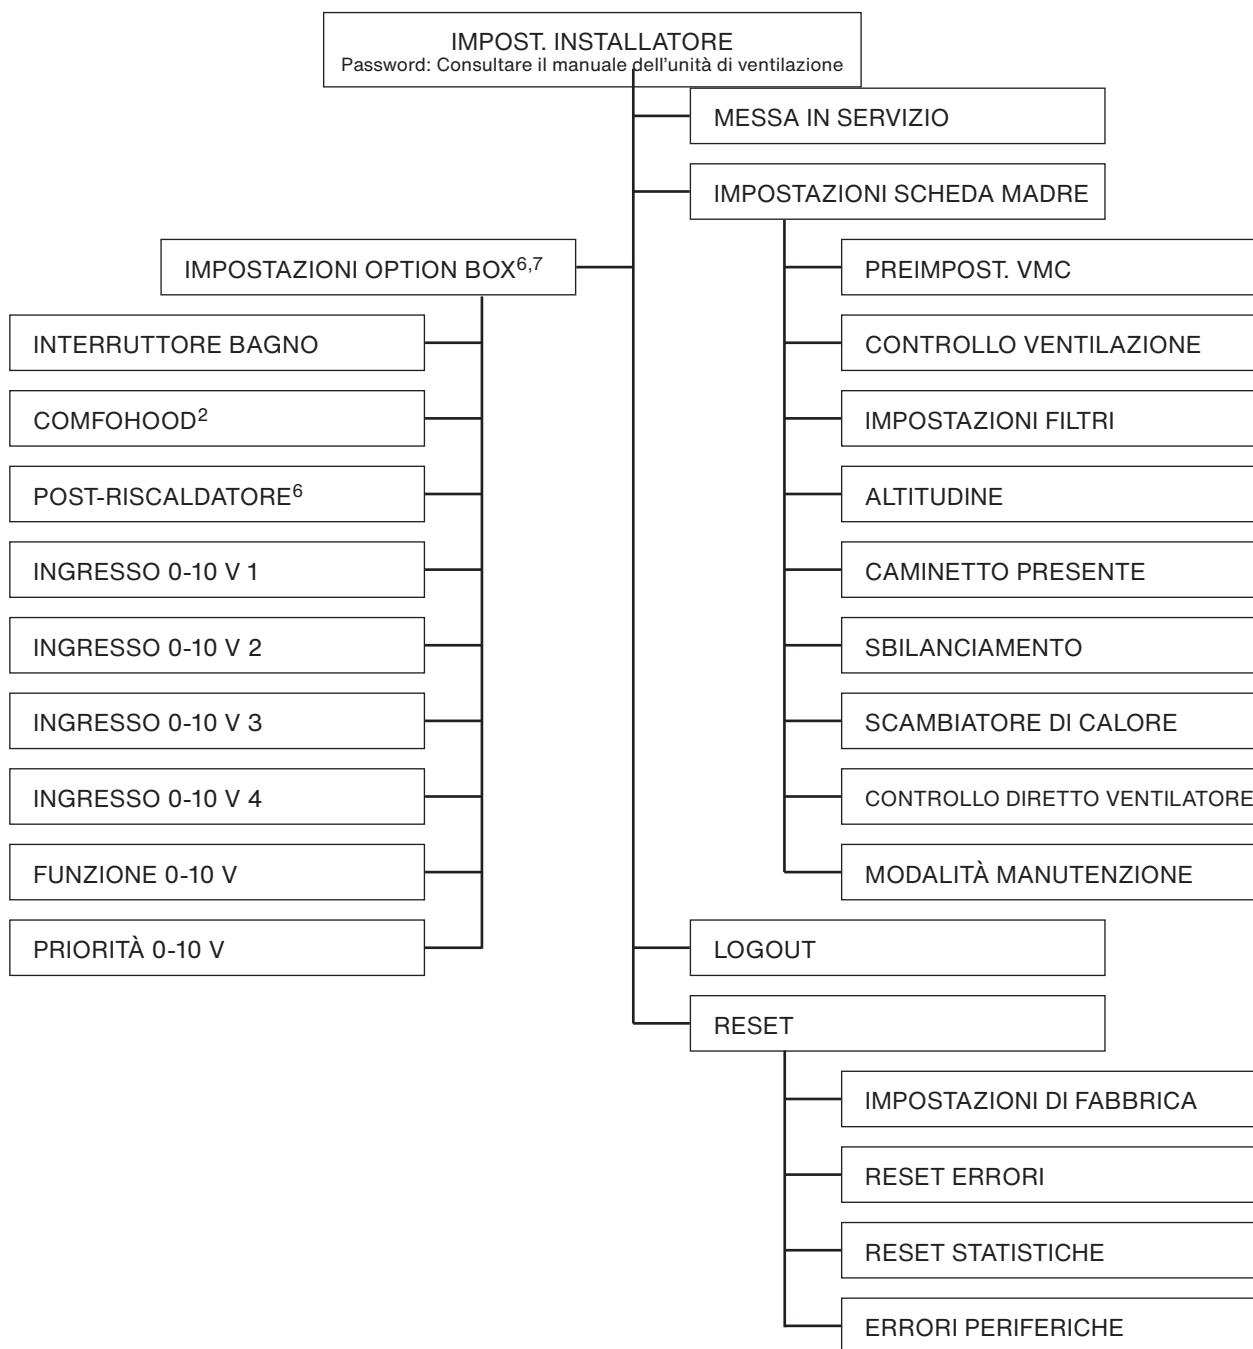 IMPOST. INSTALLATORE
Password: Consultare il manuale dell'unità di ventilazione
MESSA IN SERVIZIO
IMPOSTAZIONI SCHEDA MADRE
PREIMPOST. VMC
CONTROLLO VENTILAZIONE
IMPOSTAZIONI FILTRI
ALTITUDINE
CAMINETTO PRESENTE
SBILANCIAMENTO
SCAMBIATORE DI CALORE
CONTROLLO DIRETTO VENTILATORE
MODALITÀ MANUTENZIONE
IMPOSTAZIONI OPTION BOX6,7
INTERRUTTORE BAGNO
COMFOHOOD2
POST-RISCALDATORE6
INGRESSO 0-10 V 1
INGRESSO 0-10 V 2
INGRESSO 0-10 V 3
INGRESSO 0-10 V 4
FUNZIONE 0-10 V
PRIORITÀ 0-10 V
LOGOUT
RESET
IMPOSTAZIONI DI FABBRICA
RESET ERRORI
RESET STATISTICHE
ERRORI PERIFERICHE